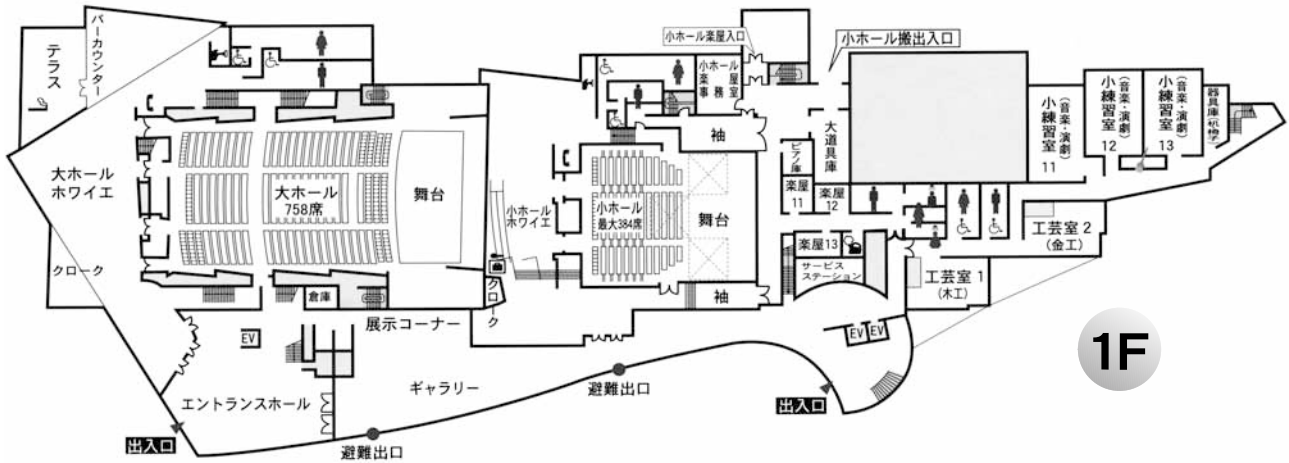 テラス
バーカウンター
大ホール
ホワイエ
クローク
大ホール
758席
舞台
倉庫
EV
展示コーナー
エントランスホール
ギャラリー
出入口
避難出口
避難出口
出入口
小ホール
ホワイエ
クローク
小ホール
最大384席
舞台
袖
袖
小ホール
楽屋
事務室
小ホール楽屋入口
小ホール搬出入口
大道具庫
ピアノ庫
楽屋
11
楽屋
12
楽屋13
サービス
ステーション
EV
EV
小練習室
(音楽・演劇)
11
小練習室
(音楽・演劇)
12
小練習室
(音楽・演劇)
13
工芸室2
(金工)
工芸室1
(木工)
1F